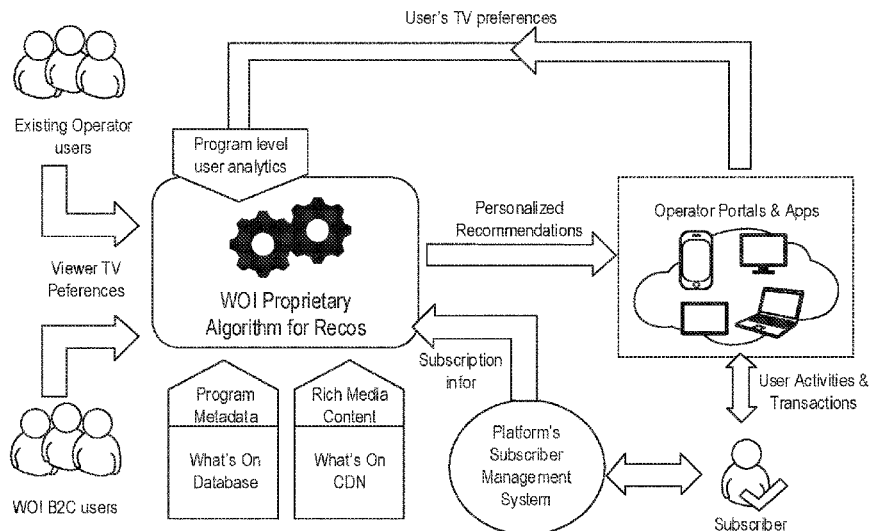 User's TV preferences
Existing Operator
users
Program level
user analytics
Viewer TV
Peferences
WOI Proprietary
Algorithm for Recos
Personalized
Recommendations
Operator Portals & Apps
Subscription
infor
User Activities &
Transactions
Program
Metadata
Rich Media
Content
What's On
Database
What's On
CDN
Platform's
Subscriber
Management
System
WOI B2C users
Subscriber